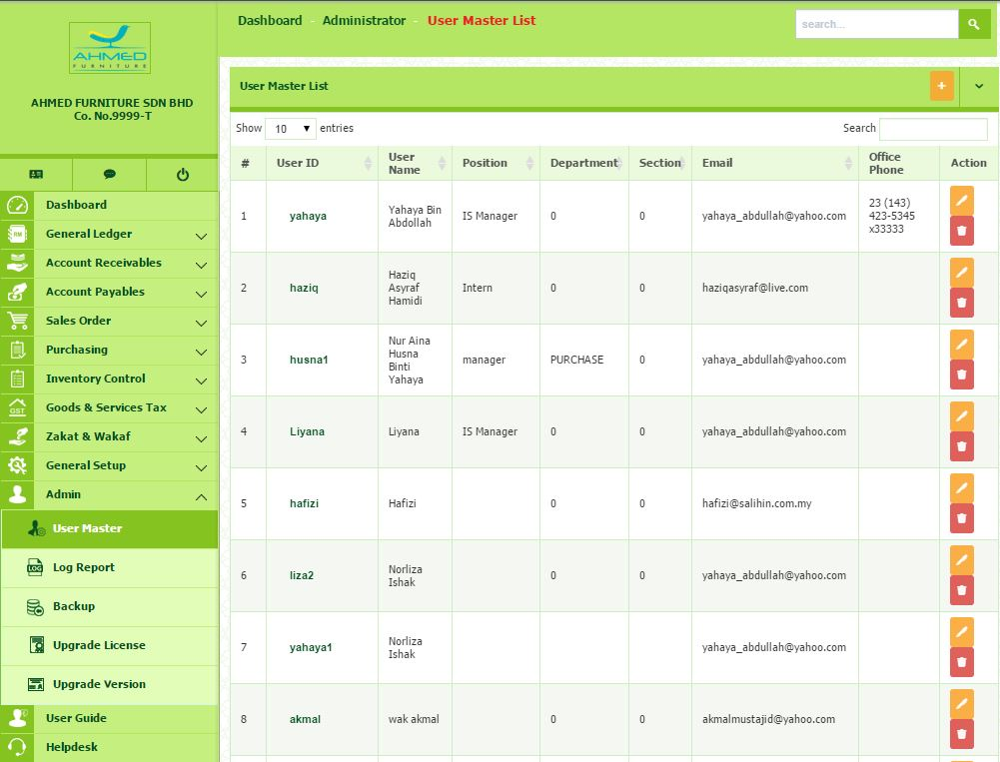 Dashboard - Administrator - User Master List
search...
AHMED
FURNITURE
AHMED FURNITURE SDN BHD
Co. No.9999-T
Dashboard
RM General Ledger
Account Receivables
Account Payables
Sales Order
Purchasing
Inventory Control
GST Goods & Services Tax
Zakat & Wakaf
General Setup
Admin
User Master
LOG Log Report
Backup
Upgrade License
Upgrade Version
User Guide
Helpdesk
User Master List +
Show 10 entries Search
# User ID User Name Position Department Section Email Office Phone Action
1 yahaya Yahaya Bin Abdollah IS Manager 0 0 yahaya_abdullah@yahoo.com 23 (143) 423-5345 x33333
2 haziq Haziq Asyraf Hamidi Intern 0 0 haziqasyraf@live.com
3 husna1 Nur Aina Husna Binti Yahaya manager PURCHASE 0 yahaya_abdullah@yahoo.com
4 Liyana Liyana IS Manager 0 0 yahaya_abdullah@yahoo.com
5 hafizi Hafizi 0 0 hafizi@salihin.com.my
6 liza2 Norliza Ishak 0 0 yahaya_abdullah@yahoo.com
7 yahaya1 Norliza Ishak yahaya_abdullah@yahoo.com
8 akmal wak akmal 0 0 akmalmustajid@yahoo.com